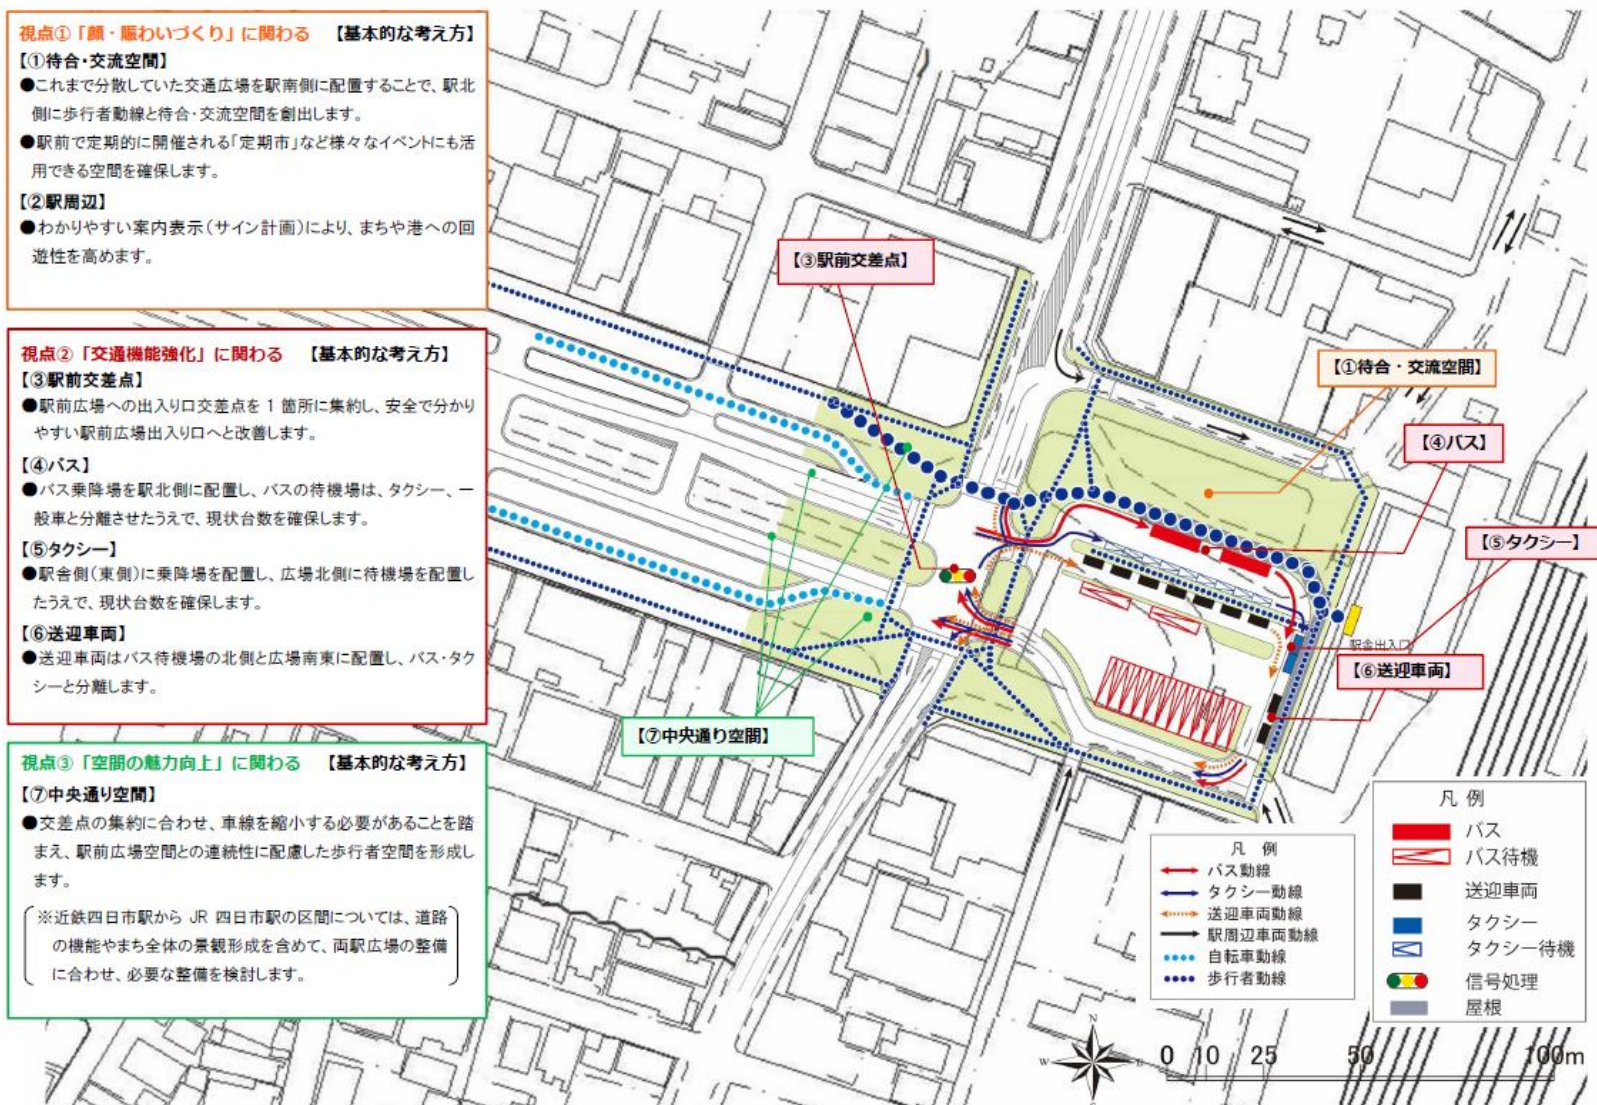 視点①「顔・賑わいづくり」に関わる 【基本的な考え方】
【①待合・交流空間】
●これまで分散していた交通広場を駅南側に配置することで、駅北
側に歩行者動線と待合・交流空間を創出します。
●駅前で定期的に開催される「定期市」など様々なイベントにも活
用できる空間を確保します。
【②駅周辺】
●わかりやすい案内表示（サイン計画）により、まちや港への回
遊性を高めます。
視点②「交通機能強化」に関わる 【基本的な考え方】
【③駅前交差点】
●駅前広場への出入り口交差点を 1 箇所に集約し、安全で分かり
やすい駅前広場出入り口へと改善します。
【④バス】
●バス乗降場を駅北側に配置し、バスの待機場は、タクシー、一
般車と分離させたうえで、現状台数を確保します。
【⑤タクシー】
●駅舎側（東側）に乗降場を配置し、広場北側に待機場を配置し
たうえで、現状台数を確保します。
【⑥送迎車両】
●送迎車両はバス待機場の北側と広場南東に配置し、バス・タク
シーと分離します。
視点③「空間の魅力向上」に関わる 【基本的な考え方】
【⑦中央通り空間】
●交差点の集約に合わせ、車線を縮小する必要があることを踏
まえ、駅前広場空間との連続性に配慮した歩行者空間を形成し
ます。
※近鉄四日市駅から JR 四日市駅の区間については、道路
の機能やまち全体の景観形成を含めて、両駅広場の整備
に合わせ、必要な整備を検討します。
【③駅前交差点】
【①待合・交流空間】
【④バス】
【⑤タクシー】
駅舎出入口
【⑥送迎車両】
【⑦中央通り空間】
凡 例
バス動線
タクシー動線
送迎車両動線
駅周辺車両動線
自転車動線
歩行者動線
凡 例
バス
バス待機
送迎車両
タクシー
タクシー待機
信号処理
屋根
N
W
E
S
0 10 25 50 100m